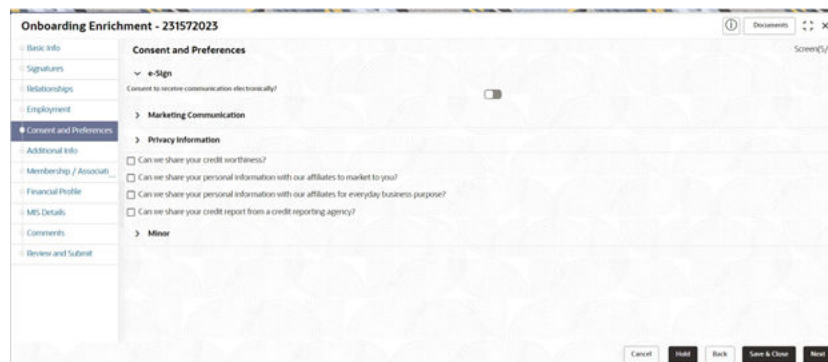 Onboarding Enrichment - 231572023
Documents
Basic Info
Signatures
Relationships
Employment
Consent and Preferences
Additional Info
Membership / Associati...
Financial Profile
MIS Details
Comments
Review and Submit
Consent and Preferences
Screen(5/
e-Sign
Consent to receive communication electronically?
Marketing Communication
Privacy Information
Can we share your credit worthiness?
Can we share your personal information with our affiliates to market to you?
Can we share your personal information with our affiliates for everyday business purpose?
Can we share your credit report from a credit reporting agency?
Minor
Cancel
Hold
Back
Save & Close
Next